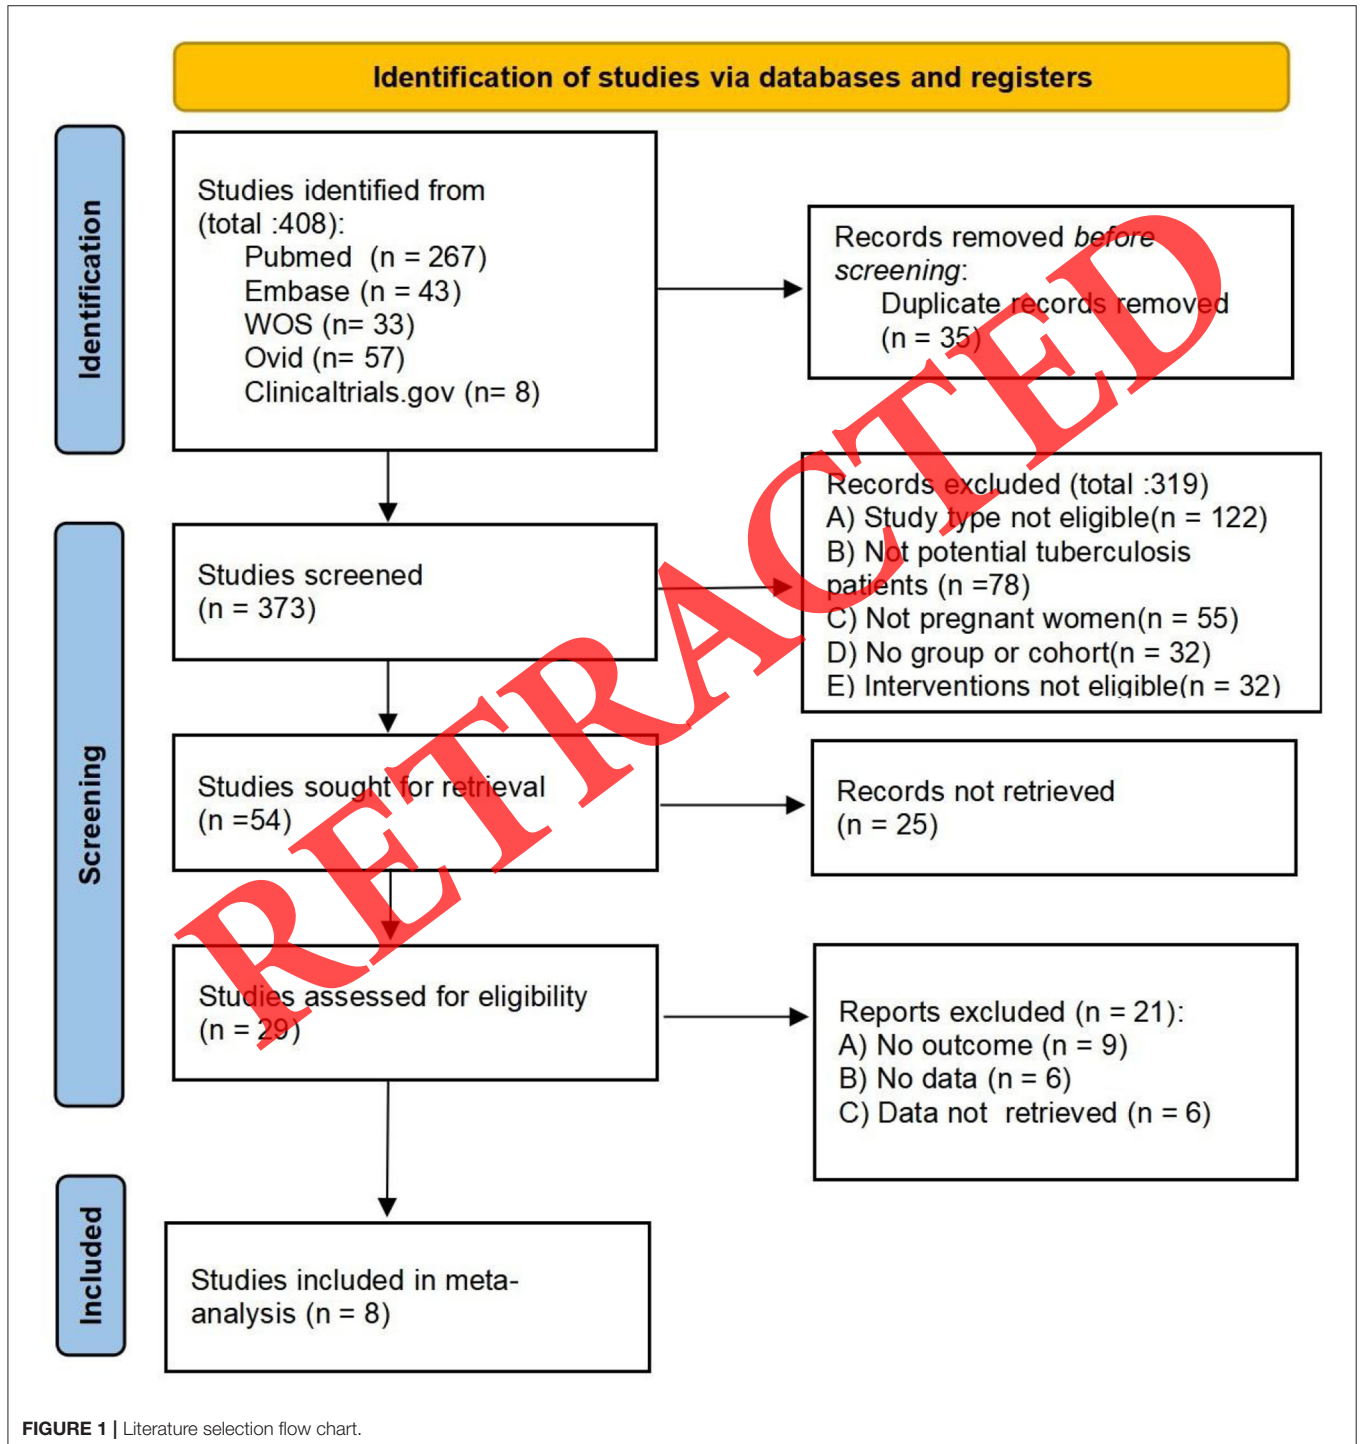 Identification of studies via databases and registers
Identification
Studies identified from
(total :408):
Pubmed (n = 267)
Embase (n = 43)
WOS (n= 33)
Ovid (n= 57)
Clinicaltrials.gov (n= 8)
Records removed before
screening:
Duplicate records removed
(n = 35)
Screening
Studies screened
(n = 373)
Records excluded (total :319)
A) Study type not eligible(n = 122)
B) Not potential tuberculosis
patients (n =78)
C) Not pregnant women(n = 55)
D) No group or cohort(n = 32)
E) Interventions not eligible(n = 32)
Studies sought for retrieval
(n =54)
Records not retrieved
(n = 25)
Studies assessed for eligibility
(n = 29)
Reports excluded (n = 21):
A) No outcome (n = 9)
B) No data (n = 6)
C) Data not retrieved (n = 6)
Included
Studies included in meta-
analysis (n = 8)
RETRACTED
FIGURE 1 | Literature selection flow chart.